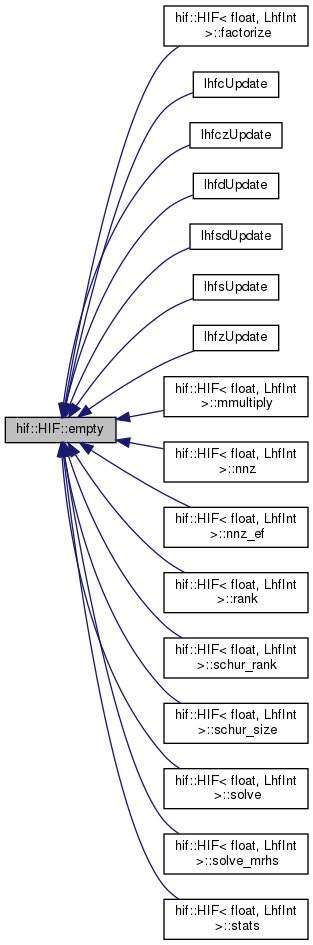 hif::HIF< float, LhfInt
>::factorize
lhfcUpdate
lhfczUpdate
lhfdUpdate
lhfsdUpdate
lhfsUpdate
lhfzUpdate
hif::HIF< float, LhfInt
>::mmultiply
hif::HIF::empty
hif::HIF< float, LhfInt
>::nnz
hif::HIF< float, LhfInt
>::nnz_ef
hif::HIF< float, LhfInt
>::rank
hif::HIF< float, LhfInt
>::schur_rank
hif::HIF< float, LhfInt
>::schur_size
hif::HIF< float, LhfInt
>::solve
hif::HIF< float, LhfInt
>::solve_mrhs
hif::HIF< float, LhfInt
>::stats